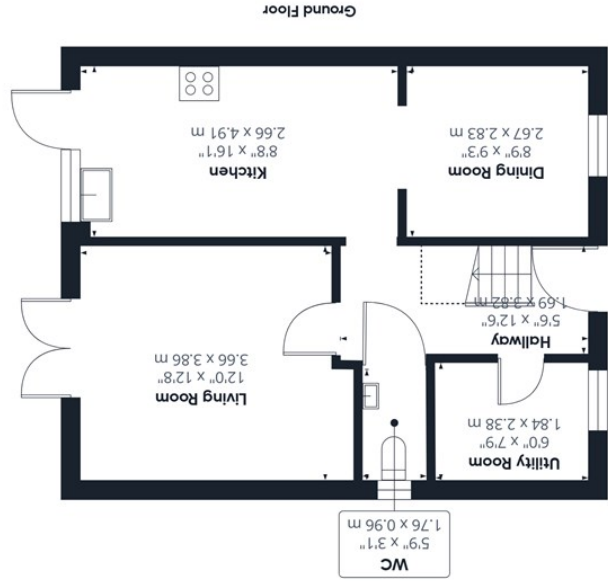 WC
5'9" x 3'1"
1.76 x 0.96 m
Utility Room
6'0" x 7'9"
1.84 x 2.38 m
Living Room
12'0" x 12'8"
3.66 x 3.86 m
Hallway
5'6" x 12'6"
1.69 x 3.82 m
Dining Room
8'9" x 9'3"
2.67 x 2.83 m
Kitchen
8'8" x 16'1"
2.66 x 4.91 m
Ground Floor